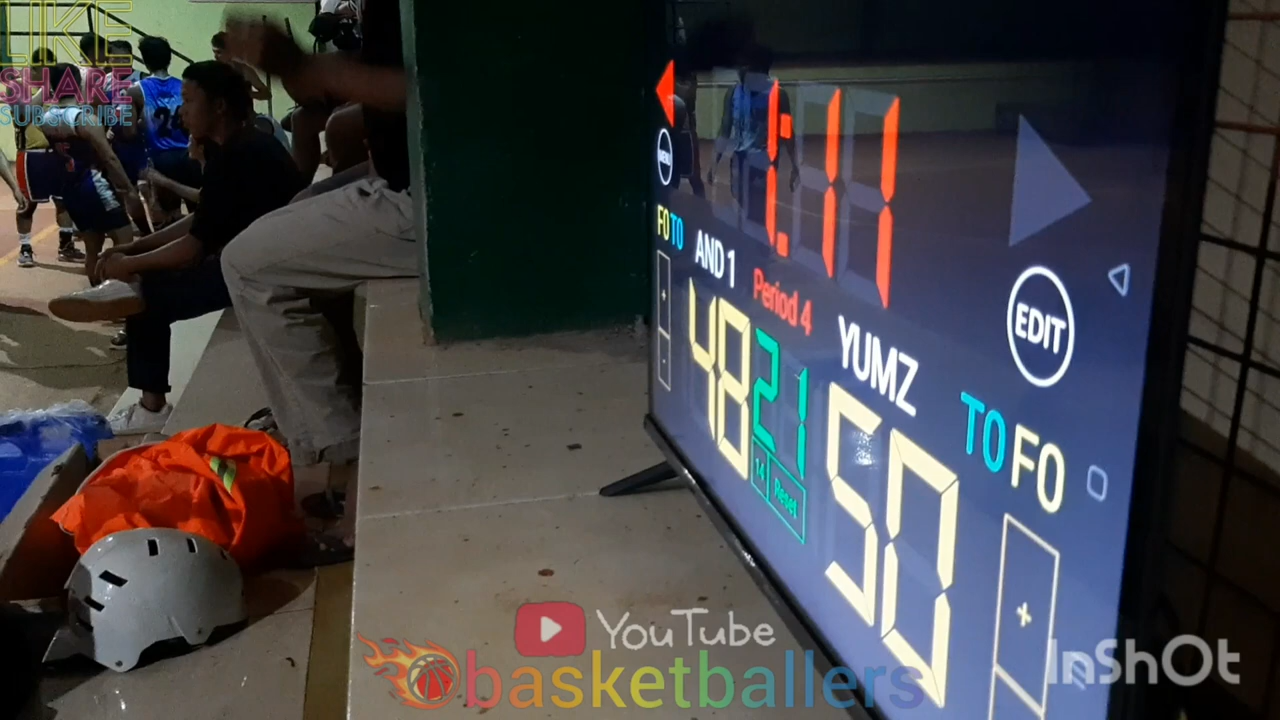 LIKE
SHARE
SUBSCRIBE
1:11
MENU
FO TO
AND 1
Period 4
YUMZ
EDIT
48
21
50
TO FO
14
Reset
+
+
YouTube
basketballers
InShOt